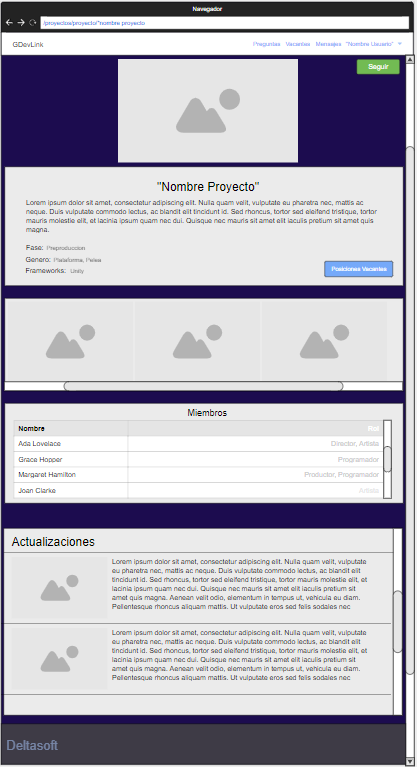 Navegador
/proyectos/proyecto/"nombre proyecto
GDevLink
Preguntas Vacantes Mensajes "Nombre Usuario"
Seguir
"Nombre Proyecto"
Lorem ipsum dolor sit amet, consectetur adipiscing elit. Nulla quam velit, vulputate eu pharetra nec, mattis ac
neque. Duis vulputate commodo lectus, ac blandit elit tincidunt id. Sed rhoncus, tortor sed eleifend tristique, tortor
mauris molestie elit, et lacinia ipsum quam nec dui. Quisque nec mauris sit amet elit iaculis pretium sit amet quis
magna.
Fase: Preproduccion
Genero: Plataforma, Pelea
Frameworks: Unity
Posiciones Vacantes
Miembros
Nombre Rol
Ada Lovelace Director, Artista
Grace Hopper Programador
Margaret Hamilton Productor, Programador
Joan Clarke Artista
Actualizaciones
Lorem ipsum dolor sit amet, consectetur adipiscing elit. Nulla quam velit, vulputate
eu pharetra nec, mattis ac neque. Duis vulputate commodo lectus, ac blandit elit
tincidunt id. Sed rhoncus, tortor sed eleifend tristique, tortor mauris molestie elit, et
lacinia ipsum quam nec dui. Quisque nec mauris sit amet elit iaculis pretium sit
amet quis magna. Aenean velit odio, elementum in tempus ut, vehicula eu diam.
Pellentesque rhoncus aliquam mattis. Ut vulputate eros sed felis sodales nec
Lorem ipsum dolor sit amet, consectetur adipiscing elit. Nulla quam velit, vulputate
eu pharetra nec, mattis ac neque. Duis vulputate commodo lectus, ac blandit elit
tincidunt id. Sed rhoncus, tortor sed eleifend tristique, tortor mauris molestie elit, et
lacinia ipsum quam nec dui. Quisque nec mauris sit amet elit iaculis pretium sit
amet quis magna. Aenean velit odio, elementum in tempus ut, vehicula eu diam.
Pellentesque rhoncus aliquam mattis. Ut vulputate eros sed felis sodales nec
Deltasoft